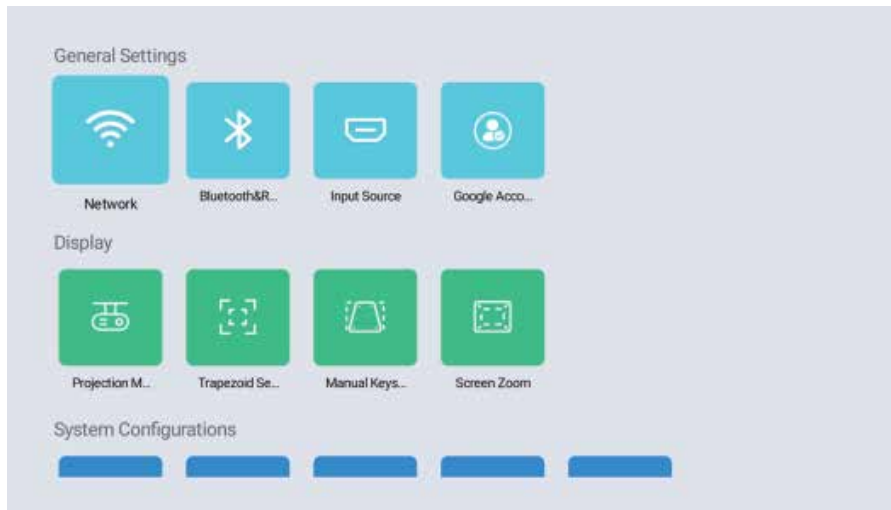 General Settings
Network
Bluetooth&R...
Input Source
Google Acco...
Display
Projection M...
Trapezoid Se...
Manual Keys...
Screen Zoom
System Configurations